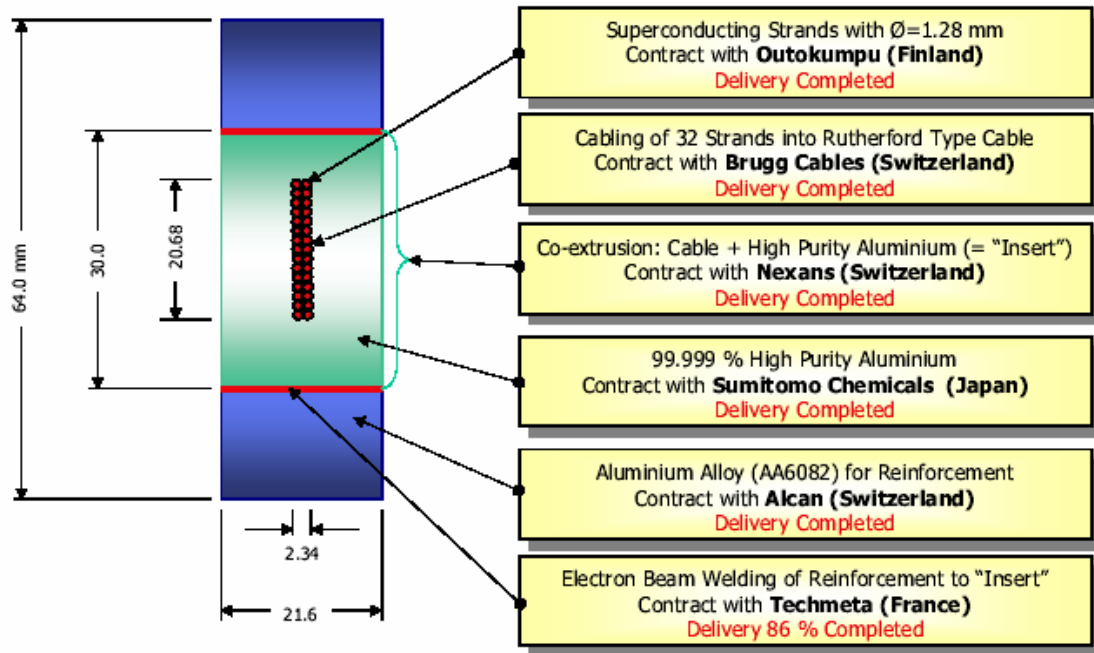 Superconducting Strands with Ø=1.28 mm
Contract with Outokumpu (Finland)
Delivery Completed
Cabling of 32 Strands into Rutherford Type Cable
Contract with Brugg Cables (Switzerland)
Delivery Completed
Co-extrusion: Cable + High Purity Aluminium (= “Insert”)
Contract with Nexans (Switzerland)
Delivery Completed
99.999 % High Purity Aluminium
Contract with Sumitomo Chemicals (Japan)
Delivery Completed
Aluminium Alloy (AA6082) for Reinforcement
Contract with Alcan (Switzerland)
Delivery Completed
Electron Beam Welding of Reinforcement to “Insert”
Contract with Techmeta (France)
Delivery 86 % Completed
64.0 mm
30.0
20.68
2.34
21.6